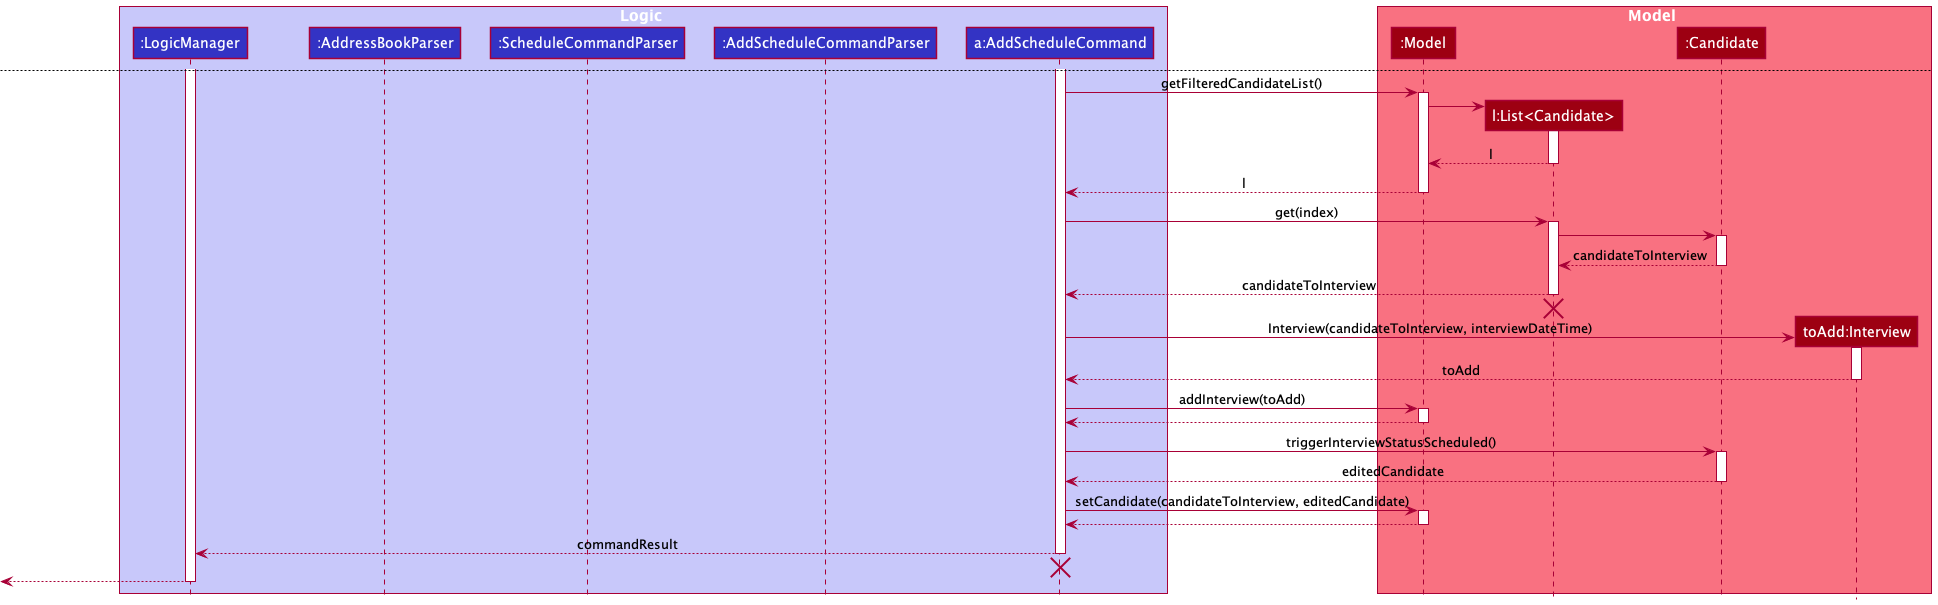 Logic
Model
:LogicManager
:AddressBookParser
:ScheduleCommandParser
:AddScheduleCommandParser
a:AddScheduleCommand
:Model
:Candidate
getFilteredCandidateList()
l:List<Candidate>
l
l
get(index)
candidateToInterview
candidateToInterview
Interview(candidateToInterview, interviewDateTime)
toAdd:Interview
toAdd
addInterview(toAdd)
triggerInterviewStatusScheduled()
editedCandidate
setCandidate(candidateToInterview, editedCandidate)
commandResult